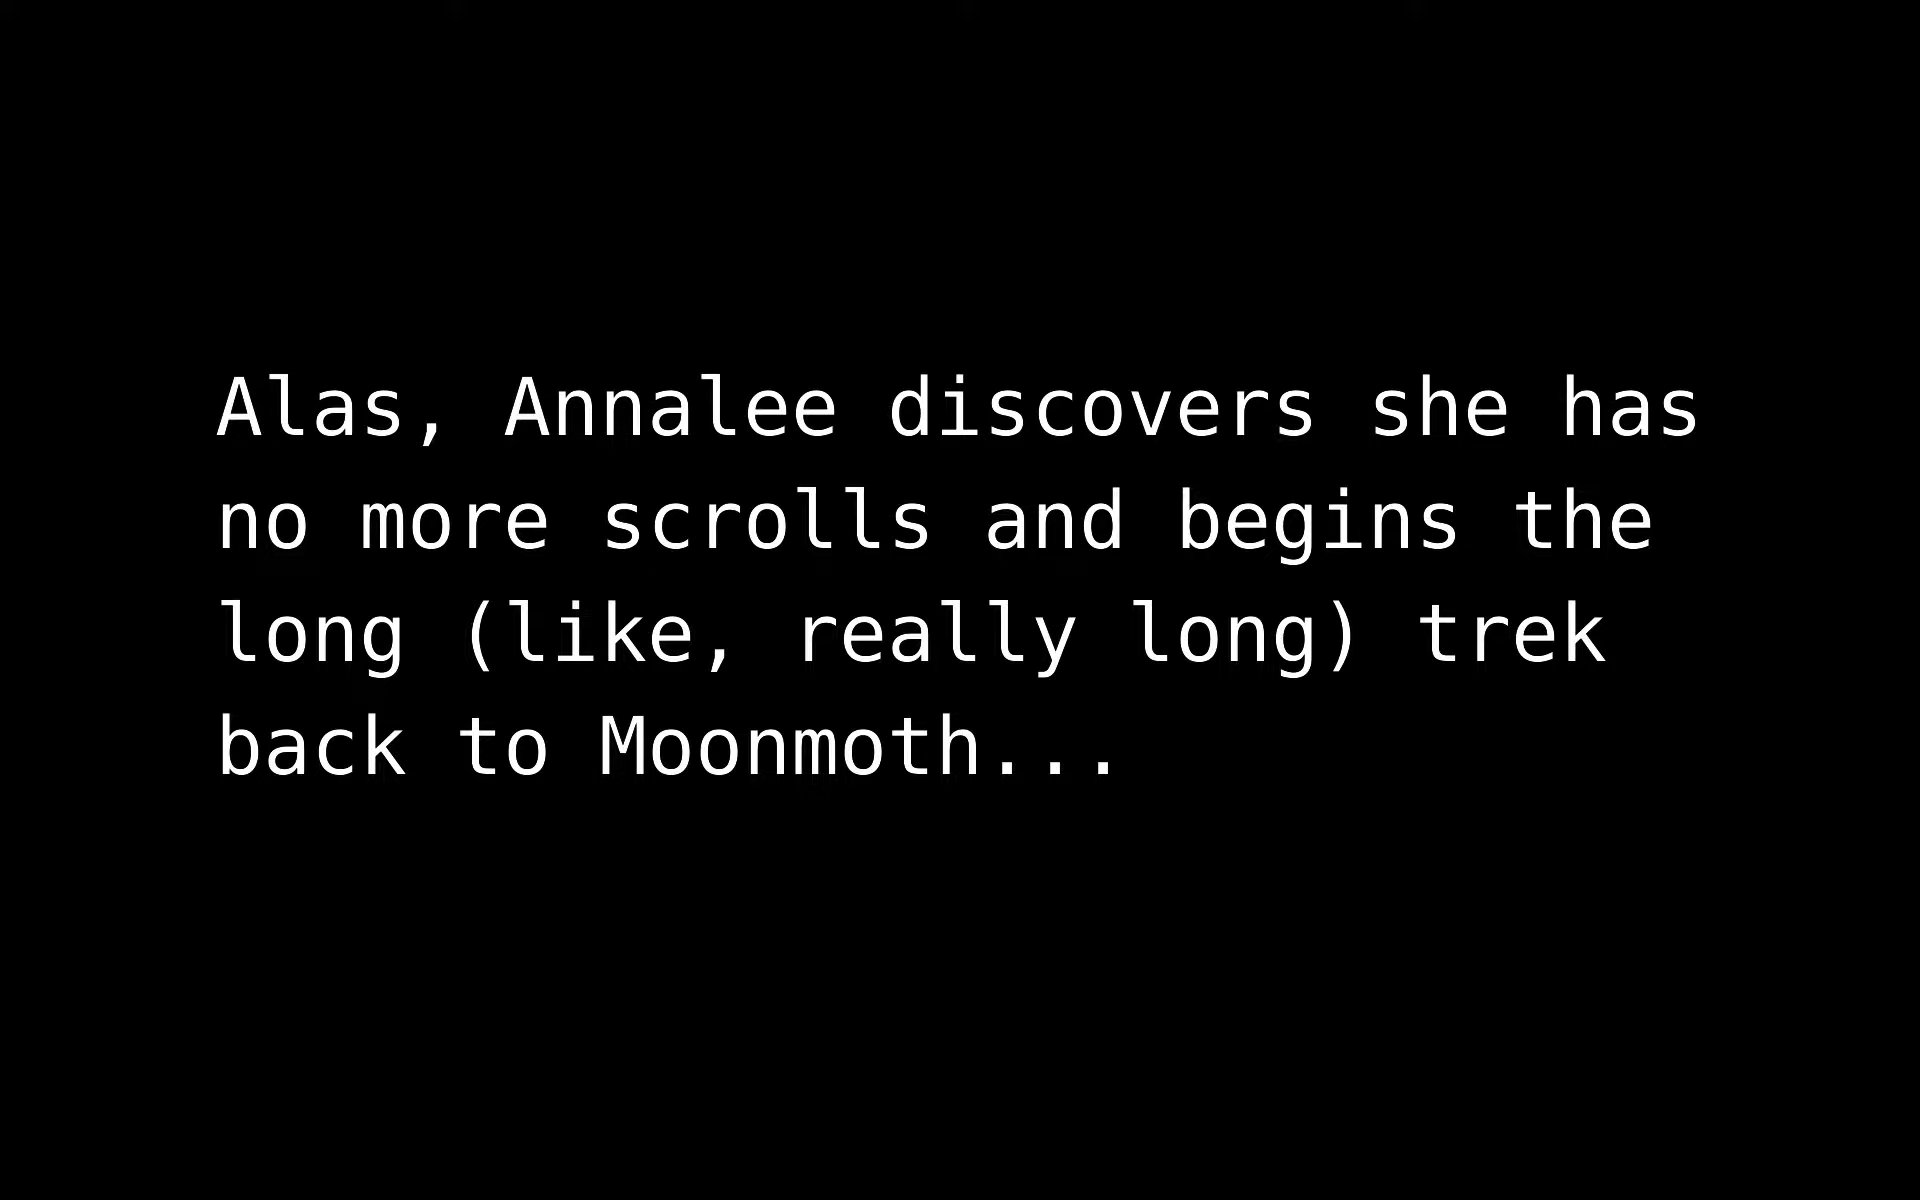 Alas, Annalee discovers she has
no more scrolls and begins the
long (like, really long) trek
back to Moonmoth...